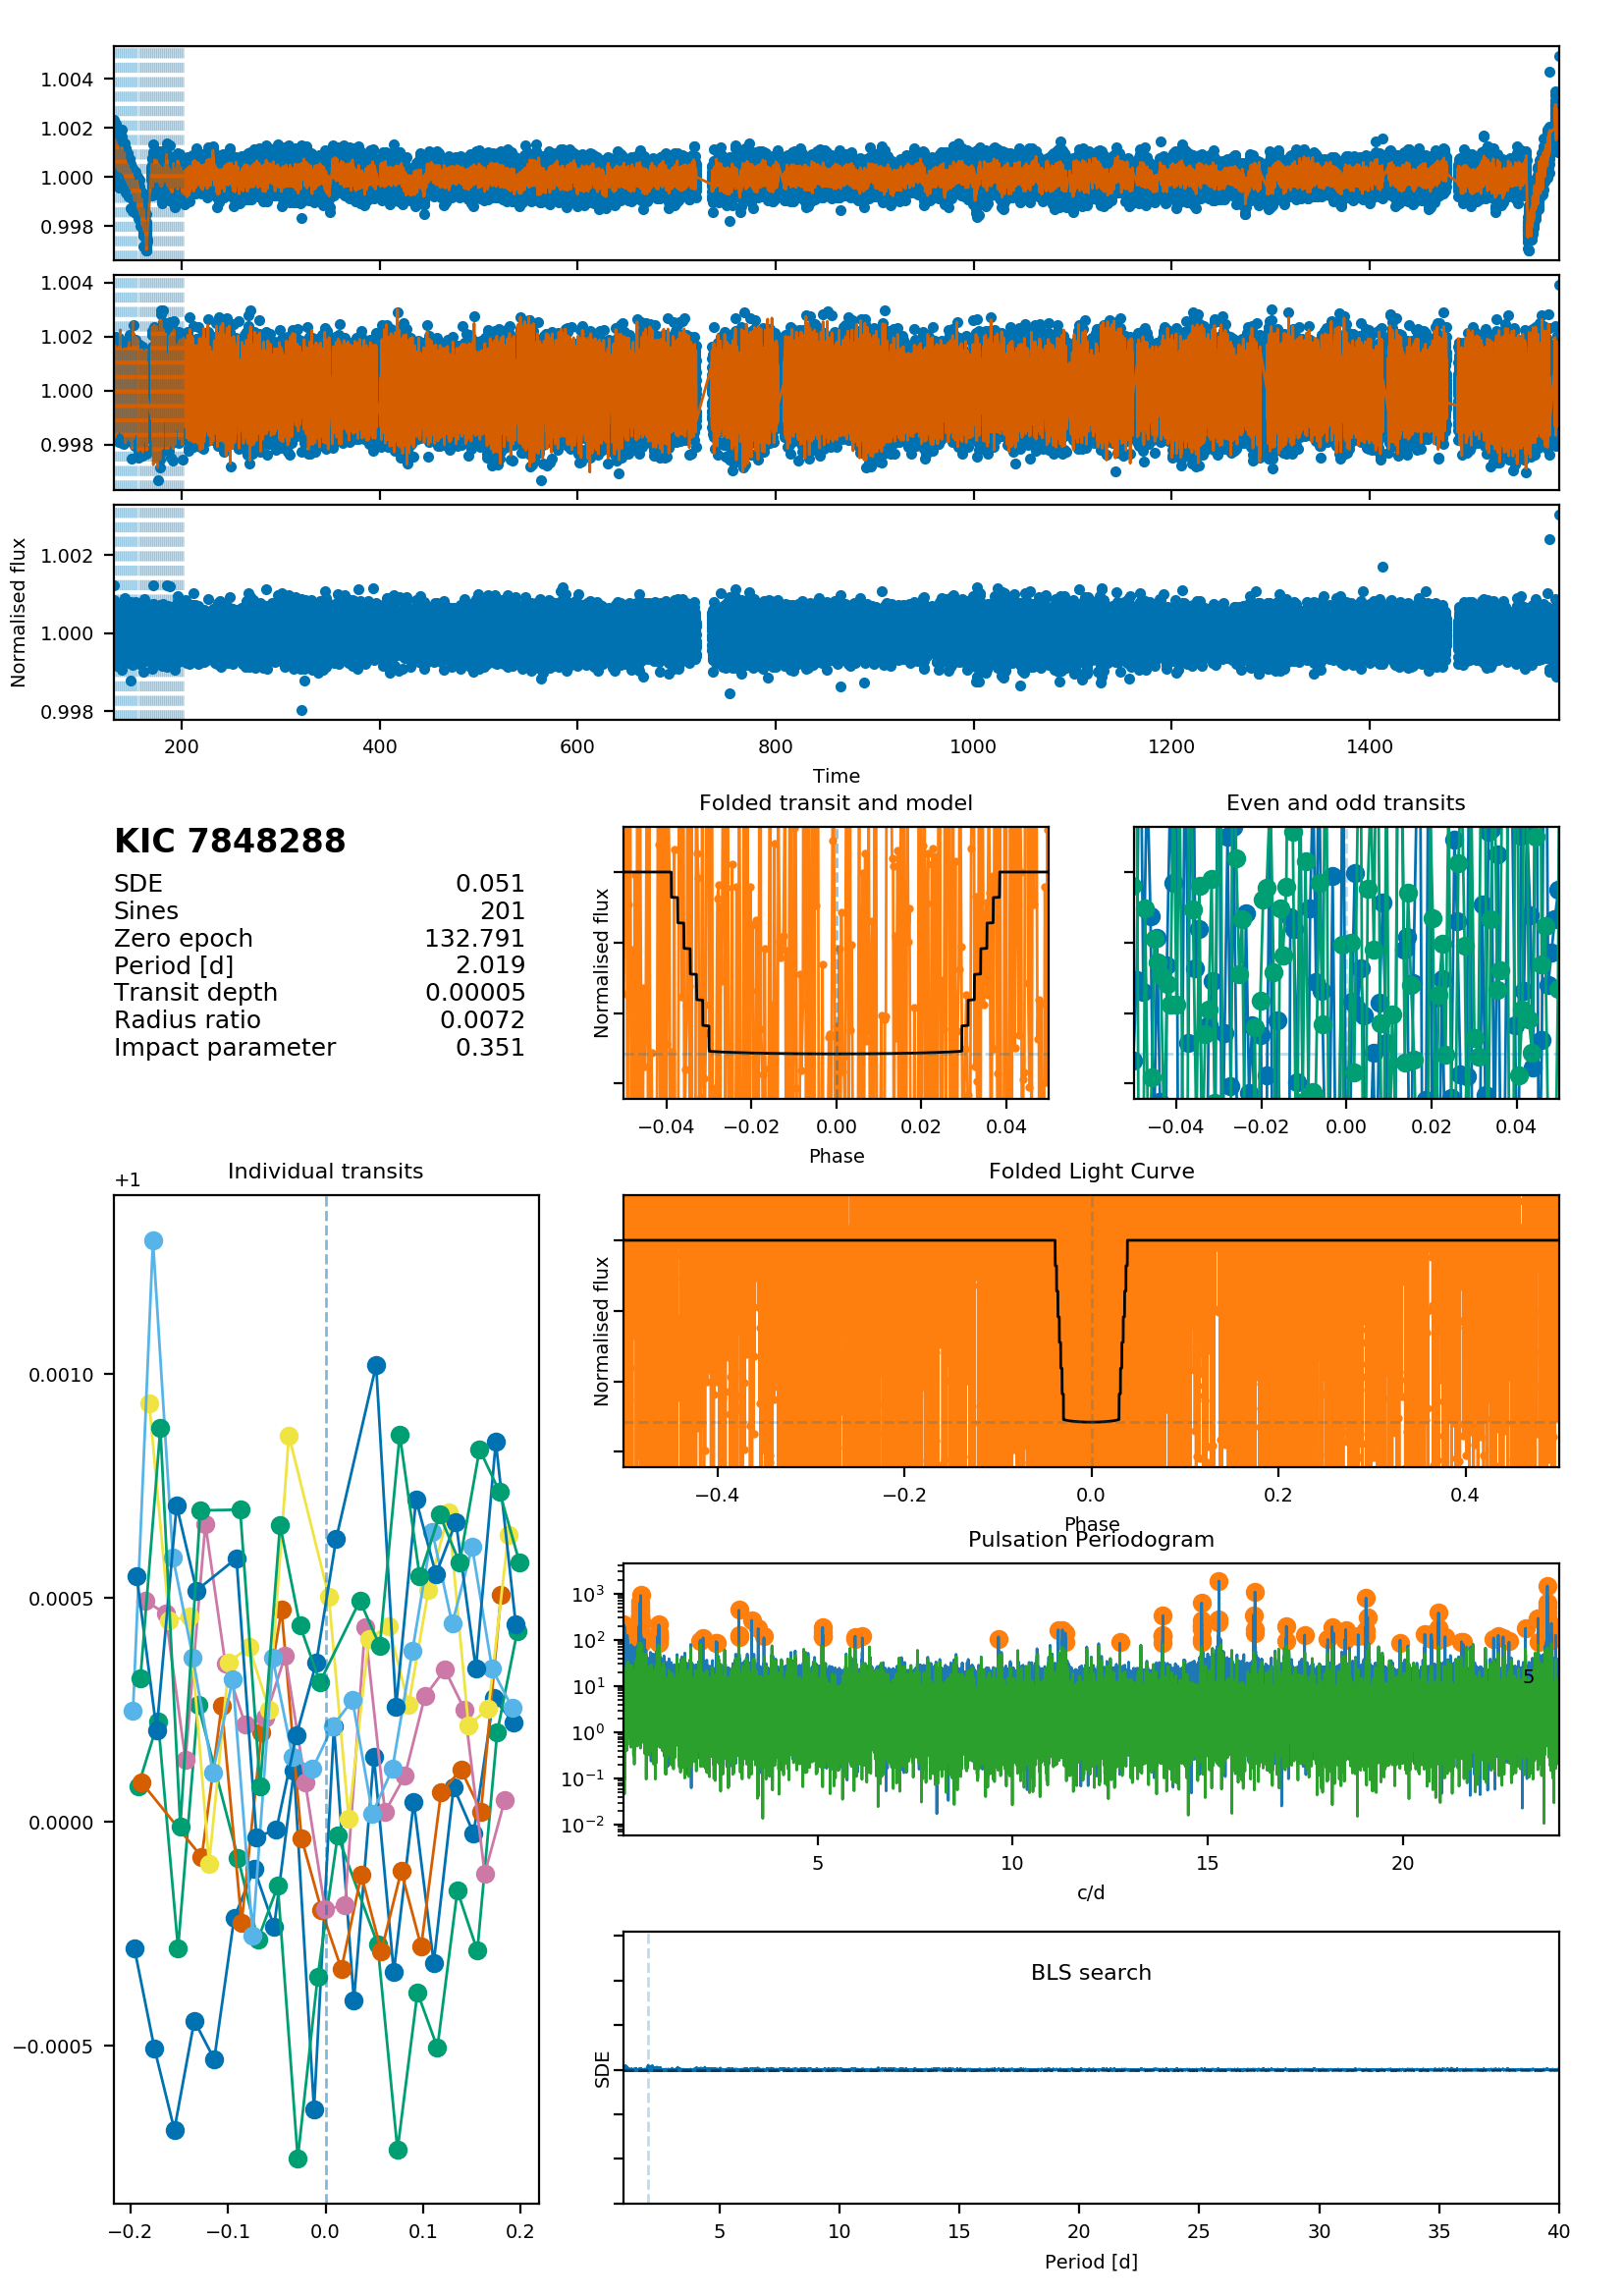 1.004
1.002
1.000
0.998
1.004
1.002
1.000
0.998
1.002
1.000
0.998
Normalised flux
200
400
600
800
1000
1200
1400
Time
KIC 7848288
SDE 0.051
Sines 201
Zero epoch 132.791
Period [d] 2.019
Transit depth 0.00005
Radius ratio 0.0072
Impact parameter 0.351
Folded transit and model
Normalised flux
−0.04
−0.02
0.00
0.02
0.04
Phase
Even and odd transits
−0.04
−0.02
0.00
0.02
0.04
Individual transits
+1
0.0010
0.0005
0.0000
−0.0005
−0.2
−0.1
0.0
0.1
0.2
Folded Light Curve
Normalised flux
−0.4
−0.2
0.0
0.2
0.4
Phase
Pulsation Periodogram
10³
10²
10¹
10⁰
10⁻¹
10⁻²
5
5
10
15
20
c/d
BLS search
SDE
5
10
15
20
25
30
35
40
Period [d]